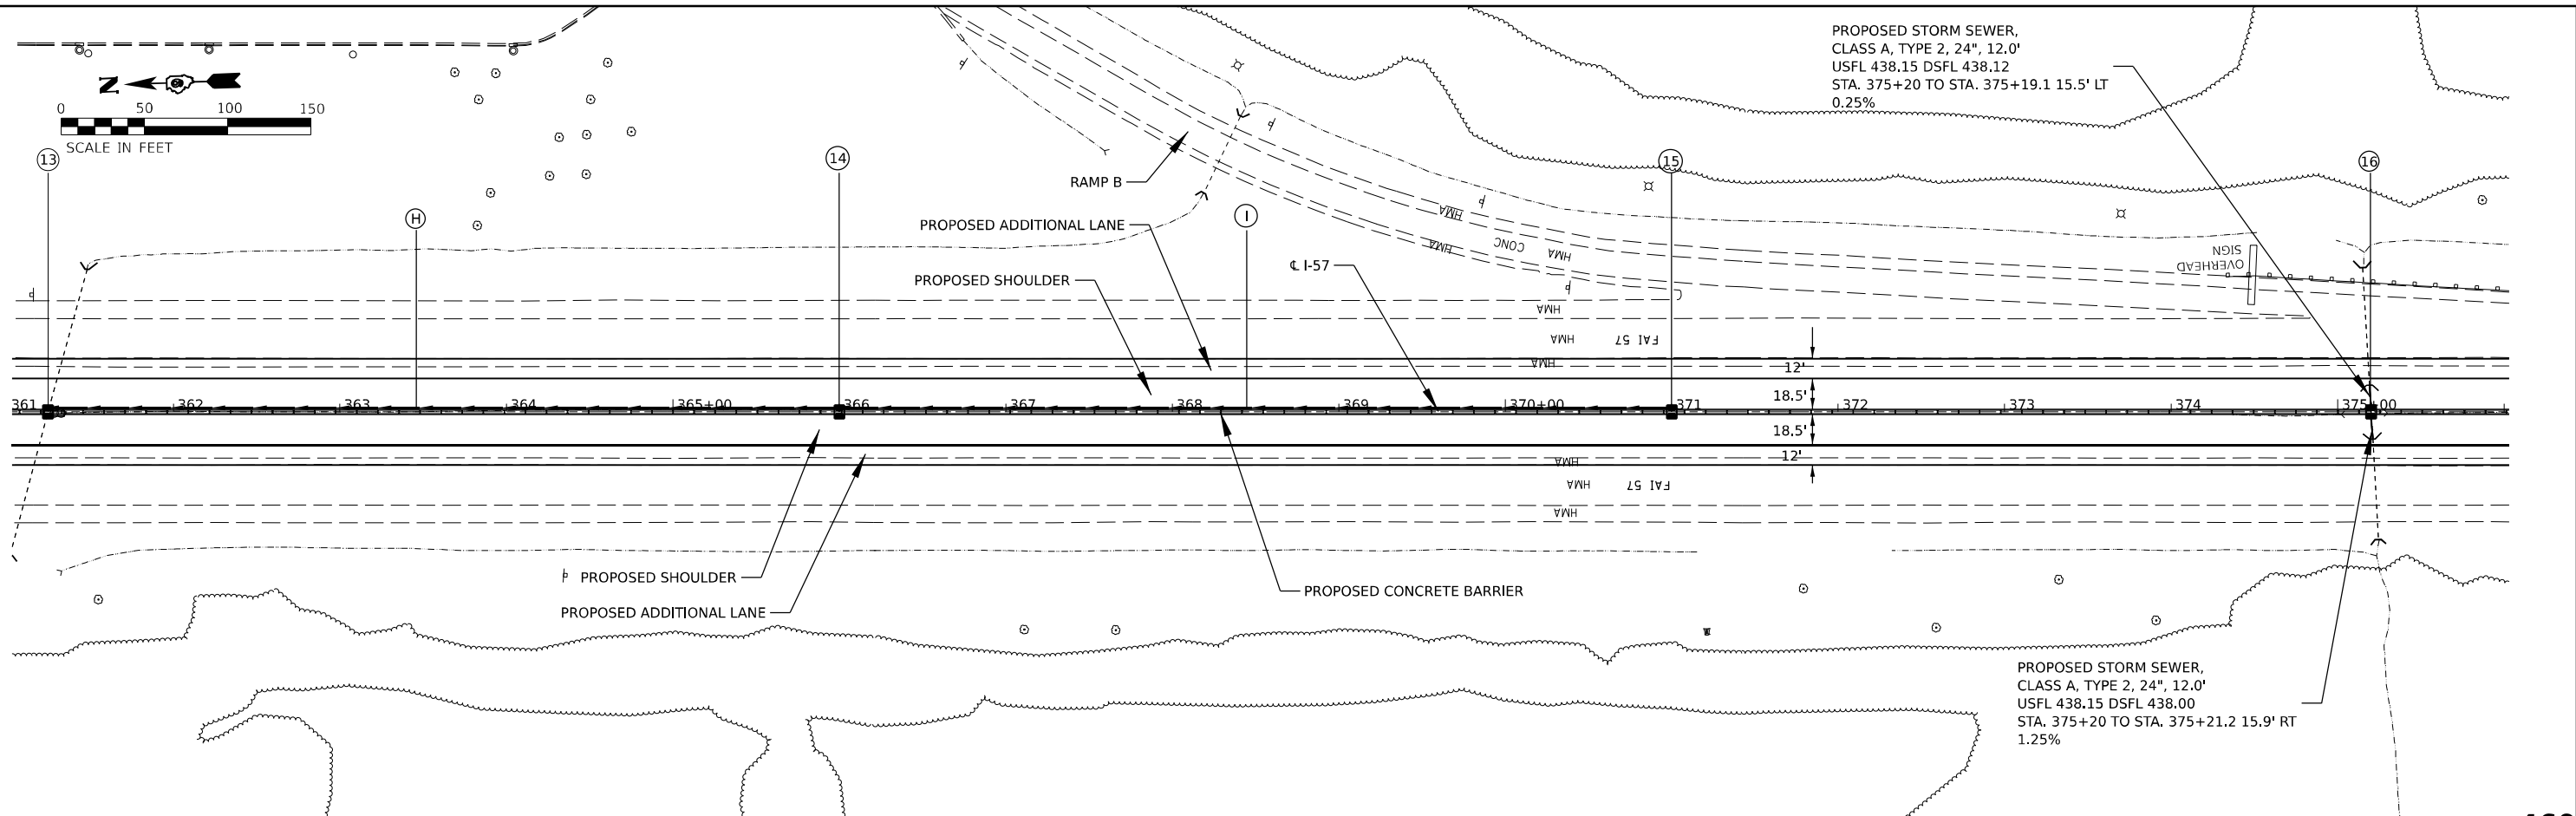 PROPOSED STORM SEWER,
CLASS A, TYPE 2, 24", 12.0'
USFL 438.15 DSFL 438.12
STA. 375+20 TO STA. 375+19.1 15.5' LT
0.25%
N
0 50 100 150
SCALE IN FEET
13
14
15
16
RAMP B
H
I
PROPOSED ADDITIONAL LANE
HMA
HMA
CONC
HMA
OVERHEAD
SIGN
℄ I-57
PROPOSED SHOULDER
HMA
HMA
FAI 57
HMA
12'
18.5'
361 362 363 364 365+00 366 367 368 369 370+00 371 372 373 374 375+00
18.5'
12'
HMA
HMA
FAI 57
HMA
PROPOSED SHOULDER
PROPOSED CONCRETE BARRIER
PROPOSED ADDITIONAL LANE
PROPOSED STORM SEWER,
CLASS A, TYPE 2, 24", 12.0'
USFL 438.15 DSFL 438.00
STA. 375+20 TO STA. 375+21.2 15.9' RT
1.25%